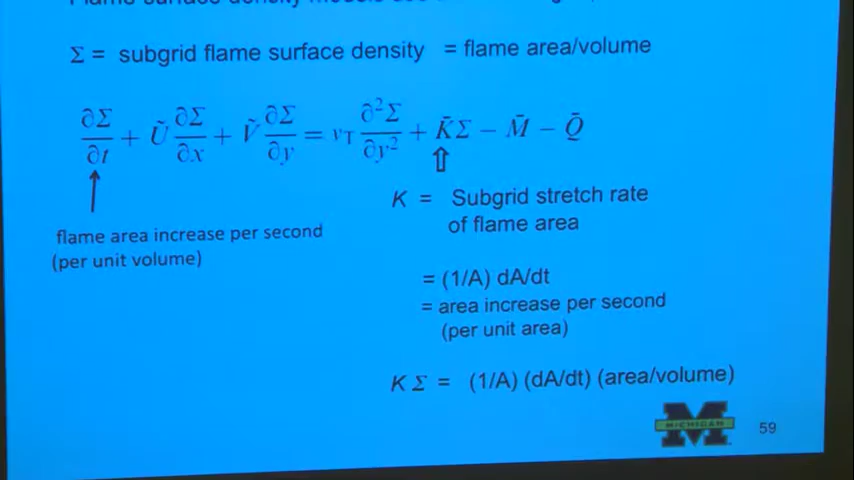 Σ = subgrid flame surface density = flame area/volume
∂Σ/∂t + Ũ ∂Σ/∂x + Ṽ ∂Σ/∂y = ν_T ∂²Σ/∂y² + K̄Σ − M̄ − Q̄
flame area increase per second
(per unit volume)
K = Subgrid stretch rate
of flame area
= (1/A) dA/dt
= area increase per second
(per unit area)
K Σ = (1/A) (dA/dt) (area/volume)
MICHIGAN
59